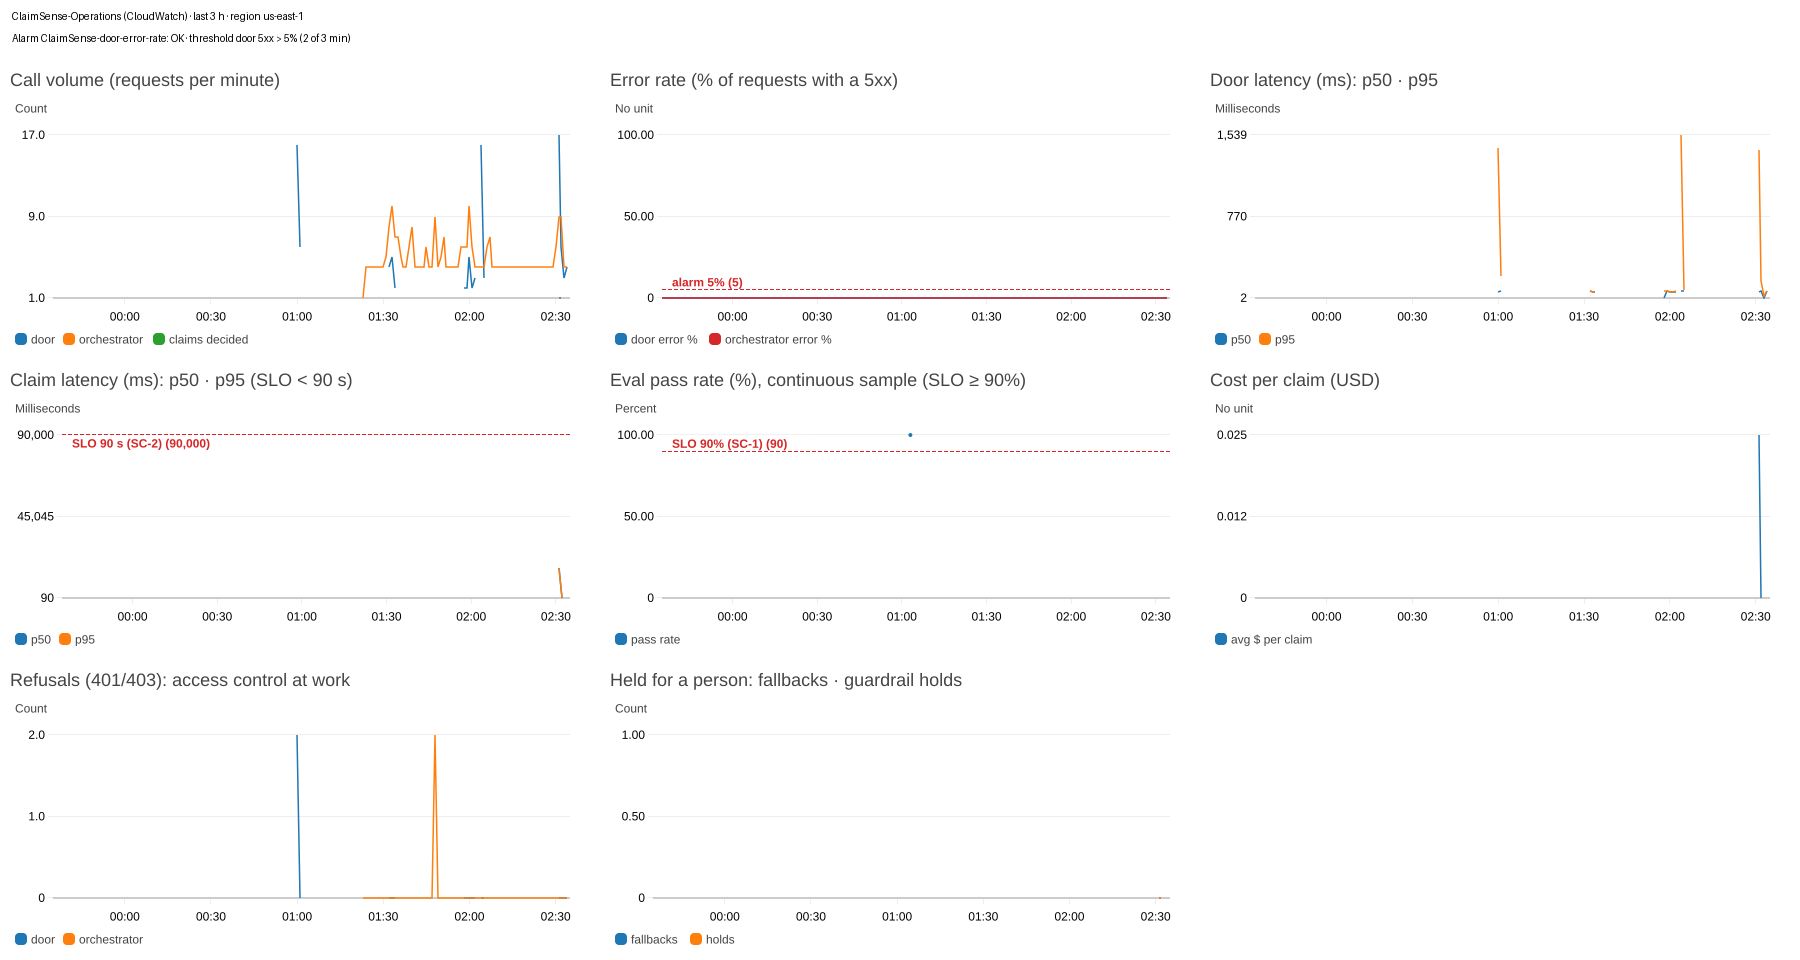 ClaimSense-Operations (CloudWatch) · last 3 h · region us-east-1
Alarm ClaimSense-door-error-rate: OK · threshold door 5xx > 5% (2 of 3 min)
Call volume (requests per minute)
Count
17.0
9.0
1.0
00:00 00:30 01:00 01:30 02:00 02:30
door orchestrator claims decided
Error rate (% of requests with a 5xx)
No unit
100.00
50.00
alarm 5% (5)
0
00:00 00:30 01:00 01:30 02:00 02:30
door error % orchestrator error %
Door latency (ms): p50 · p95
Milliseconds
1,539
770
2
00:00 00:30 01:00 01:30 02:00 02:30
p50 p95
Claim latency (ms): p50 · p95 (SLO < 90 s)
Milliseconds
90,000
SLO 90 s (SC-2) (90,000)
45,045
90
00:00 00:30 01:00 01:30 02:00 02:30
p50 p95
Eval pass rate (%), continuous sample (SLO ≥ 90%)
Percent
100.00
SLO 90% (SC-1) (90)
50.00
0
00:00 00:30 01:00 01:30 02:00 02:30
pass rate
Cost per claim (USD)
No unit
0.025
0.012
0
00:00 00:30 01:00 01:30 02:00 02:30
avg $ per claim
Refusals (401/403): access control at work
Count
2.0
1.0
0
00:00 00:30 01:00 01:30 02:00 02:30
door orchestrator
Held for a person: fallbacks · guardrail holds
Count
1.00
0.50
0
00:00 00:30 01:00 01:30 02:00 02:30
fallbacks holds